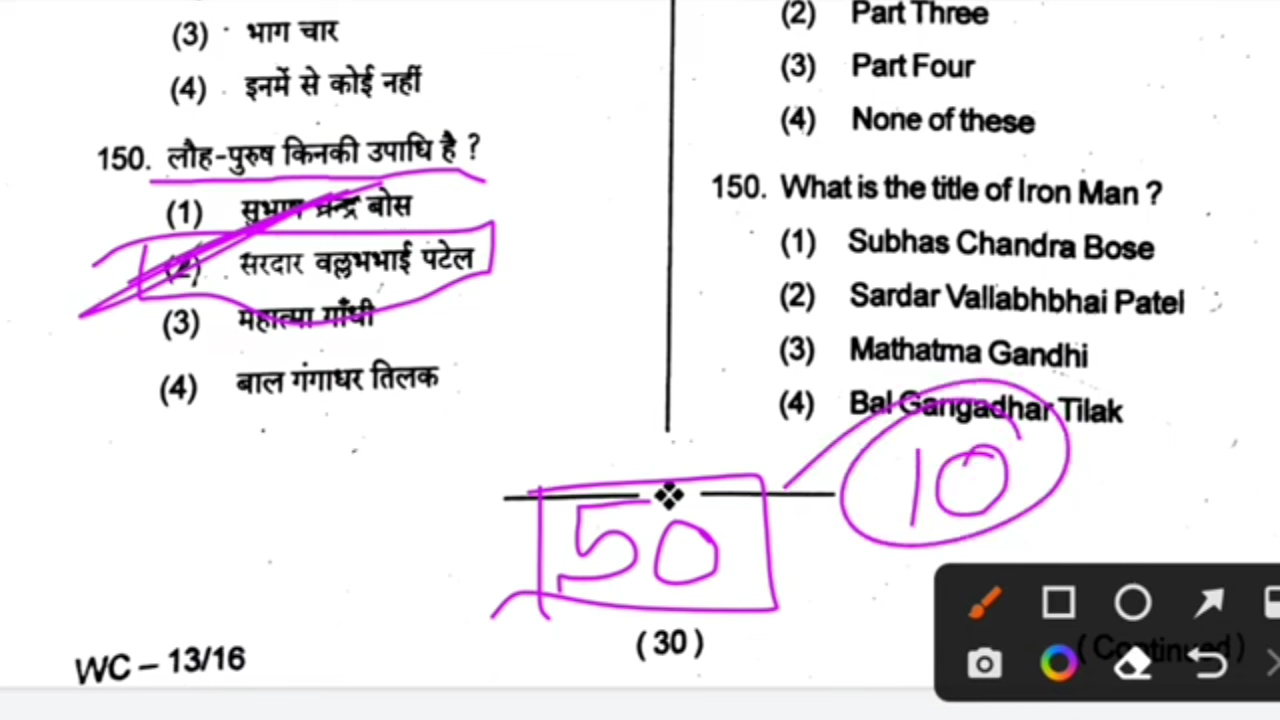 (3) भाग चार
(4) इनमें से कोई नहीं
150. लौह-पुरुष किनकी उपाधि है ?
(1) सुभाष चन्द्र बोस
(2) सरदार वल्लभभाई पटेल
(3) महात्मा गाँधी
(4) बाल गंगाधर तिलक
(2) Part Three
(3) Part Four
(4) None of these
150. What is the title of Iron Man ?
(1) Subhas Chandra Bose
(2) Sardar Vallabhbhai Patel
(3) Mathatma Gandhi
(4) Bal Gangadhar Tilak
10
50
WC – 13/16
(30)
(Continued)